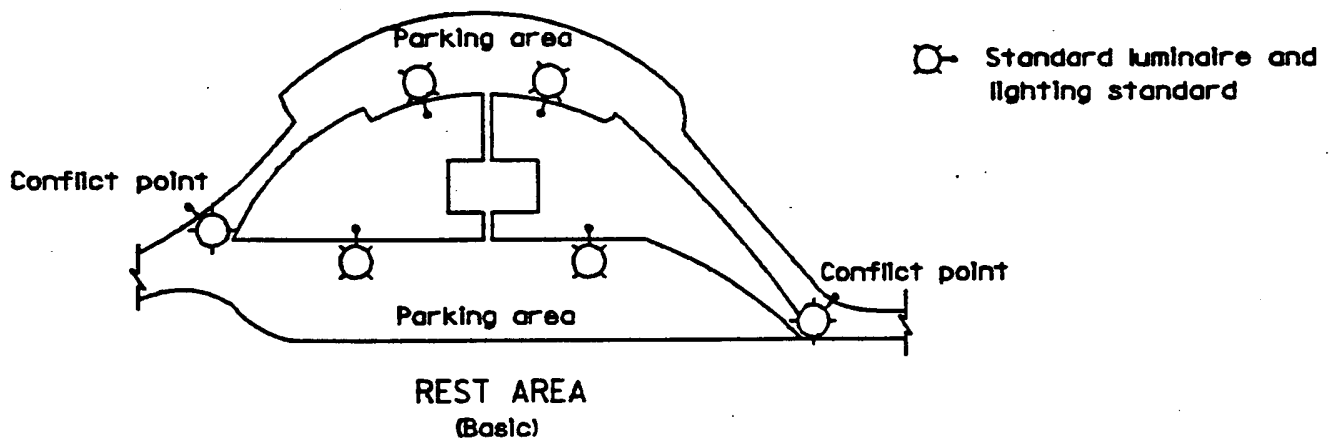 Parking area
Standard luminaire and
lighting standard
Conflict point
Conflict point
Parking area
REST AREA
(Basic)